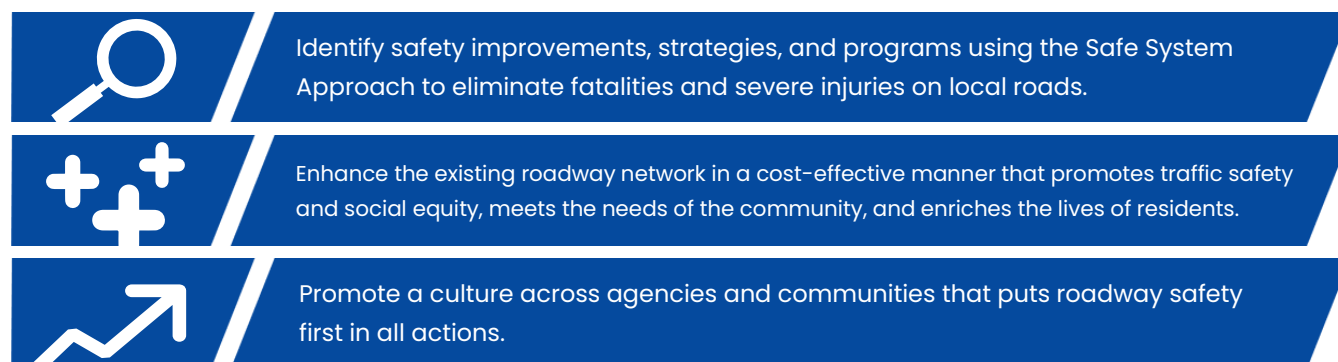 Identify safety improvements, strategies, and programs using the Safe System
Approach to eliminate fatalities and severe injuries on local roads.
Enhance the existing roadway network in a cost-effective manner that promotes traffic safety
and social equity, meets the needs of the community, and enriches the lives of residents.
Promote a culture across agencies and communities that puts roadway safety
first in all actions.